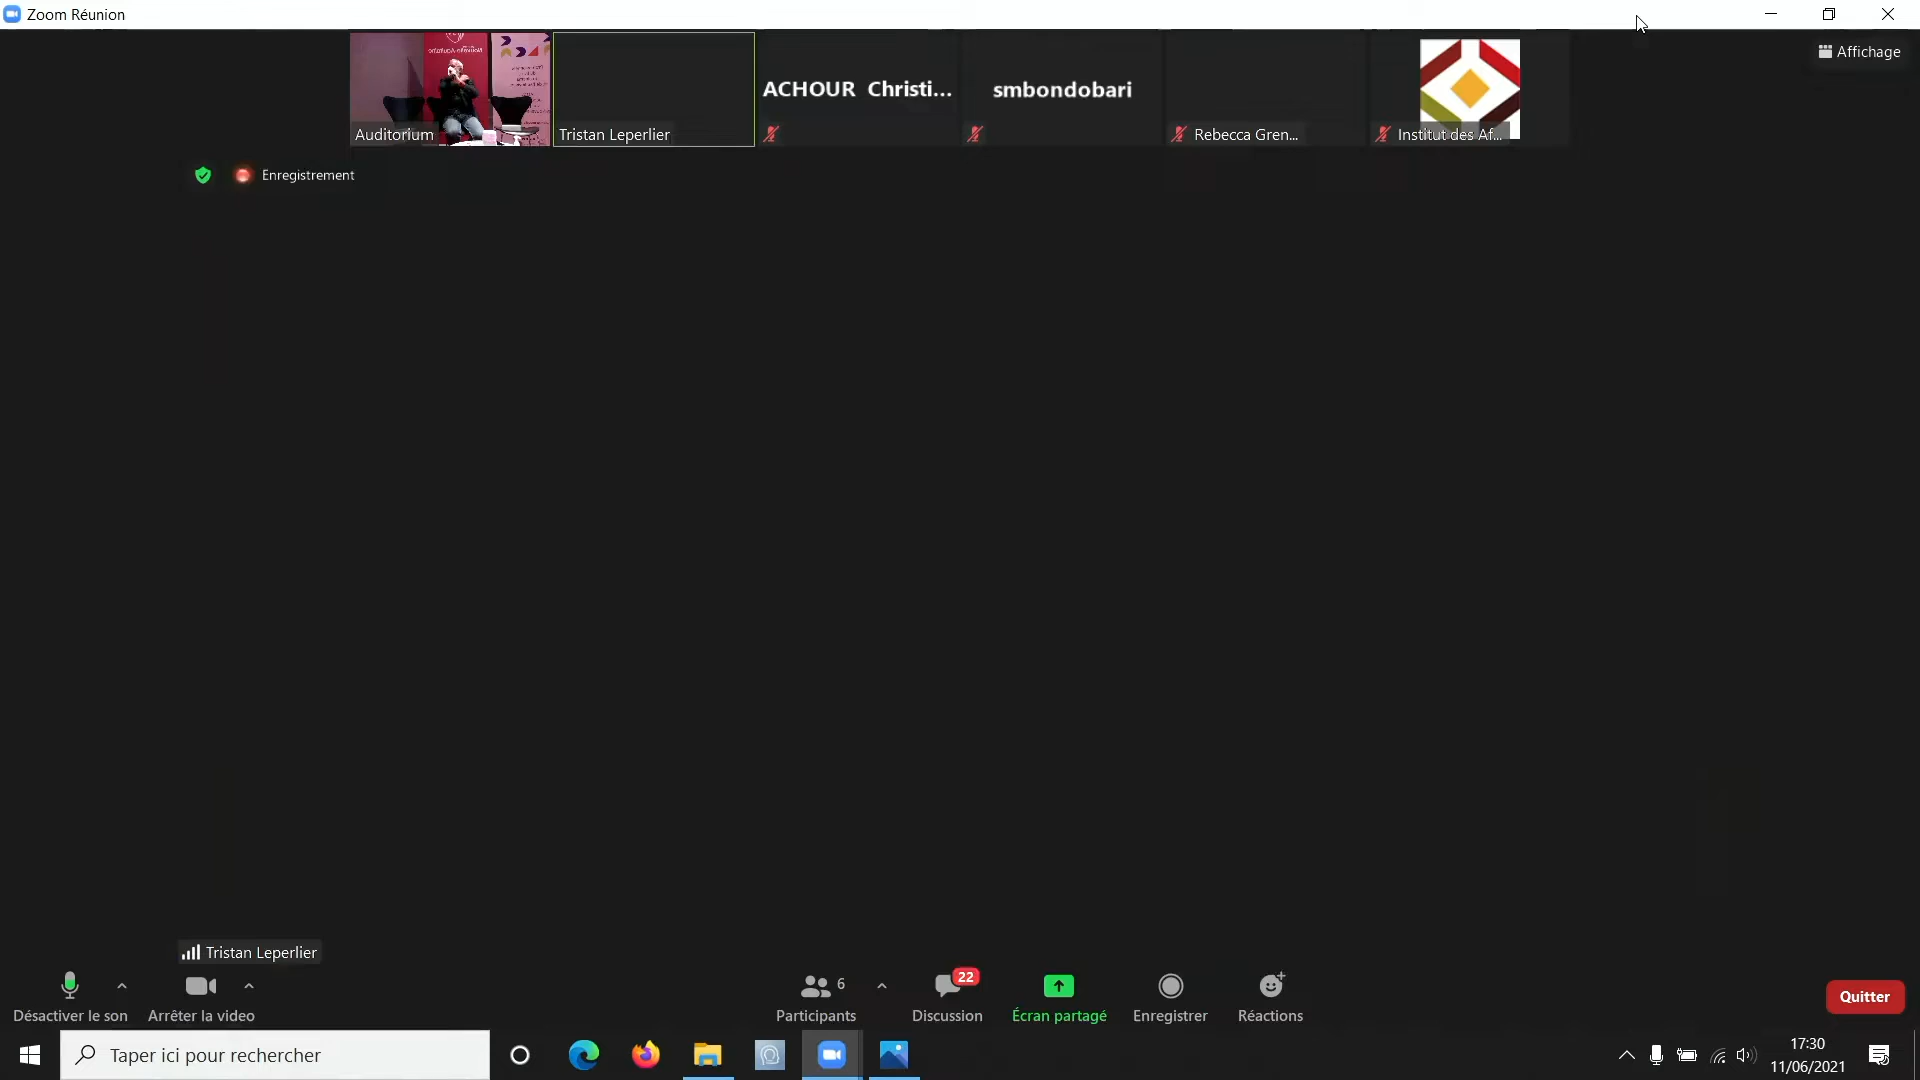 Zoom Réunion
Affichage
Auditorium
Tristan Leperlier
ACHOUR Christi...
smbondobari
Rebecca Gren...
Institut des Af...
Enregistrement
Tristan Leperlier
6
22
Désactiver le son
Arrêter la video
Participants
Discussion
Écran partagé
Enregistrer
Réactions
Quitter
Taper ici pour rechercher
17:30
11/06/2021